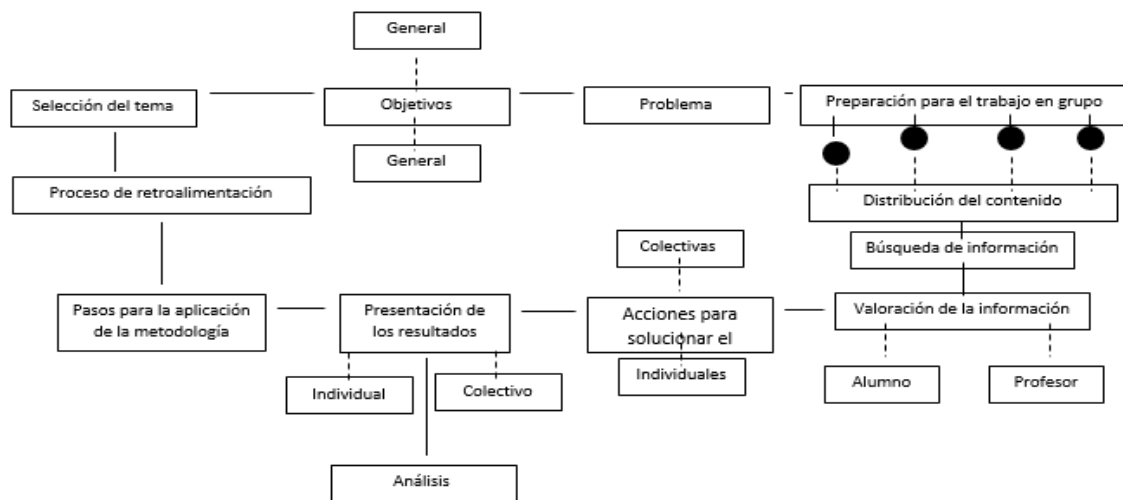 General
Selección del tema
Objetivos
Problema
Preparación para el trabajo en grupo
General
Proceso de retroalimentación
Distribución del contenido
Colectivas
Búsqueda de información
Pasos para la aplicación
de la metodología
Presentación de
los resultados
Acciones para
solucionar el
Valoración de la información
Individual
Colectivo
Individuales
Alumno
Profesor
Análisis